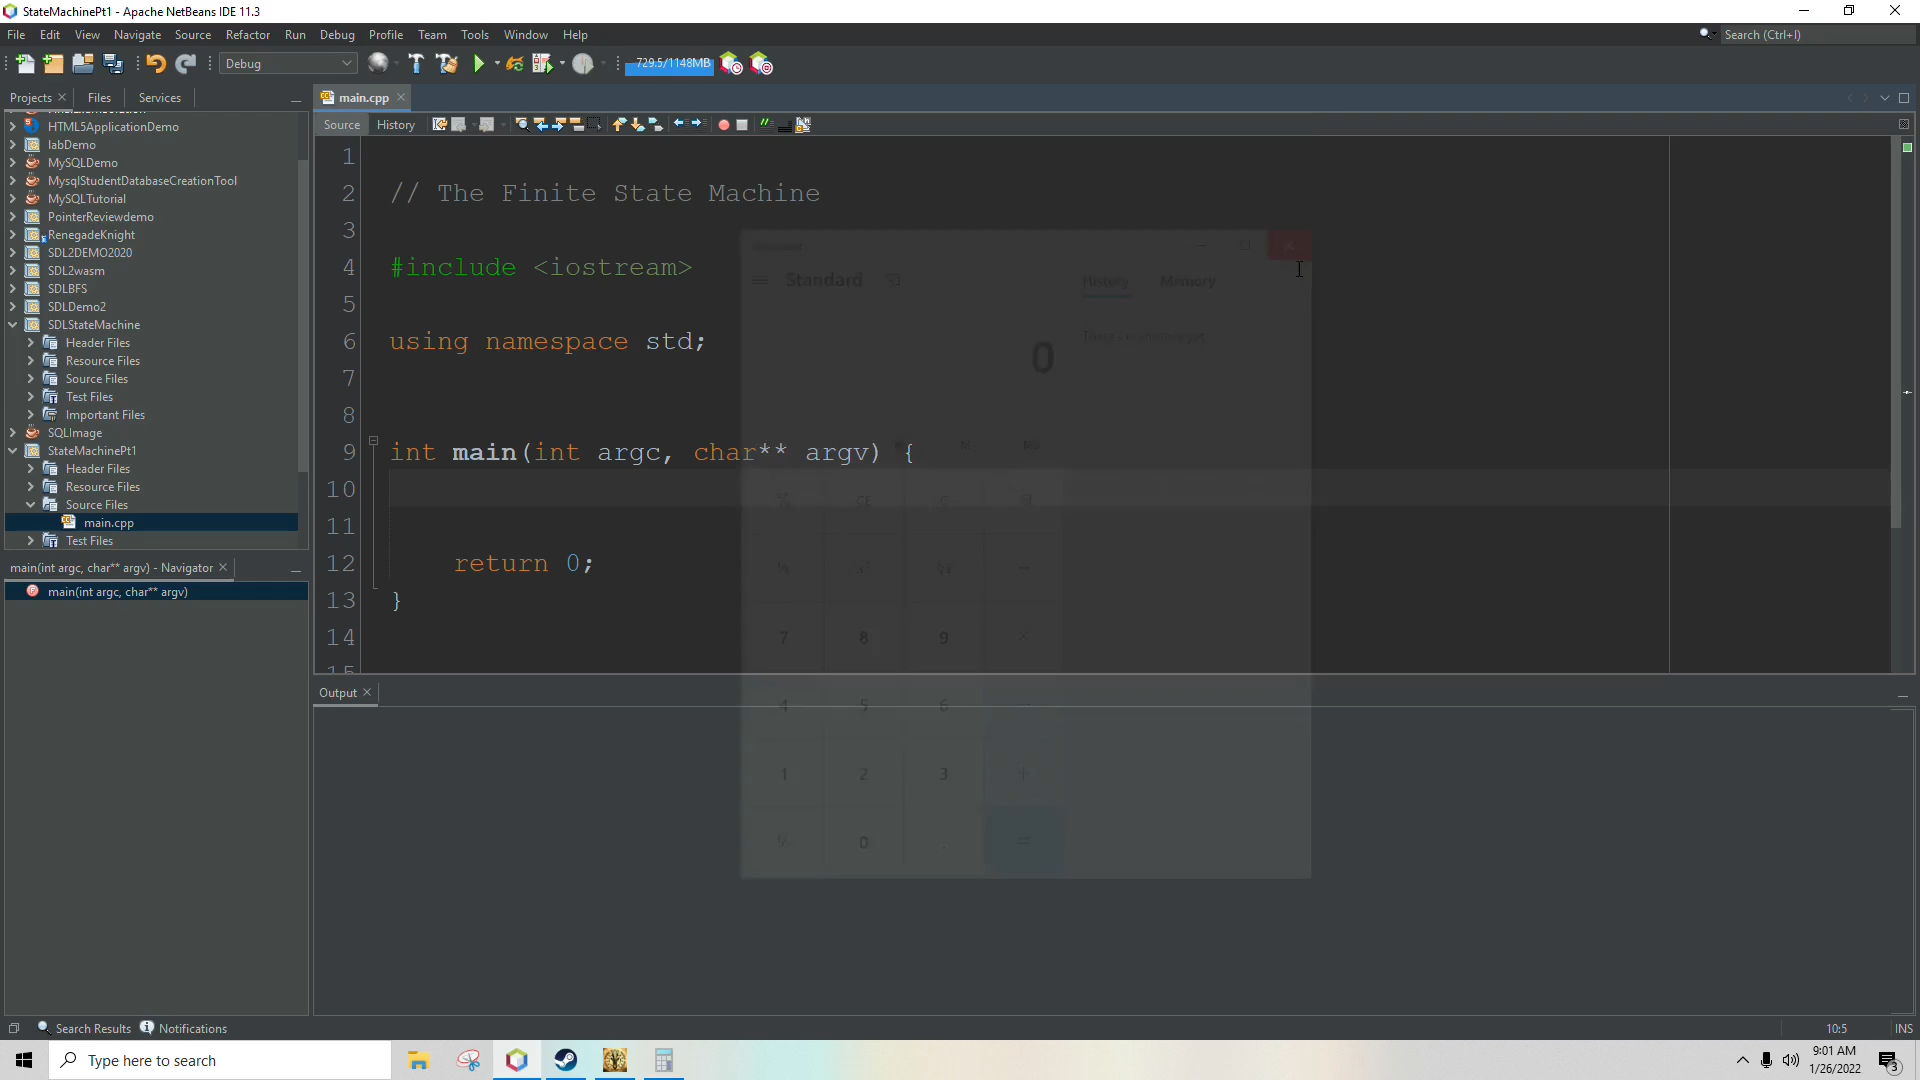 StateMachinePt1 - Apache NetBeans IDE 11.3
File Edit View Navigate Source Refactor Run Debug Profile Team Tools Window Help
Search (Ctrl+I)
Debug
729.5/1148MB
Projects Files Services
main.cpp
Source History
HTML5ApplicationDemo
labDemo
MySQLDemo
MysqlStudentDatabaseCreationTool
MySQLTutorial
PointerReviewdemo
RenegadeKnight
SDL2DEMO2020
SDL2wasm
SDLBFS
SDLDemo2
SDLStateMachine
Header Files
Resource Files
Source Files
Test Files
Important Files
SQLImage
StateMachinePt1
Header Files
Resource Files
Source Files
main.cpp
Test Files
main(int argc, char** argv) - Navigator
main(int argc, char** argv)
1
2 // The Finite State Machine
3
4 #include <iostream>
5
6 using namespace std;
7
8
9 int main(int argc, char** argv) {
10
11
12 return 0;
13 }
14
15
Standard
History Memory
0
CE C
7 8 9
4 5 6
1 2 3 +
0 =
Output
Search Results Notifications
10:5 INS
Type here to search
9:01 AM
1/26/2022
3